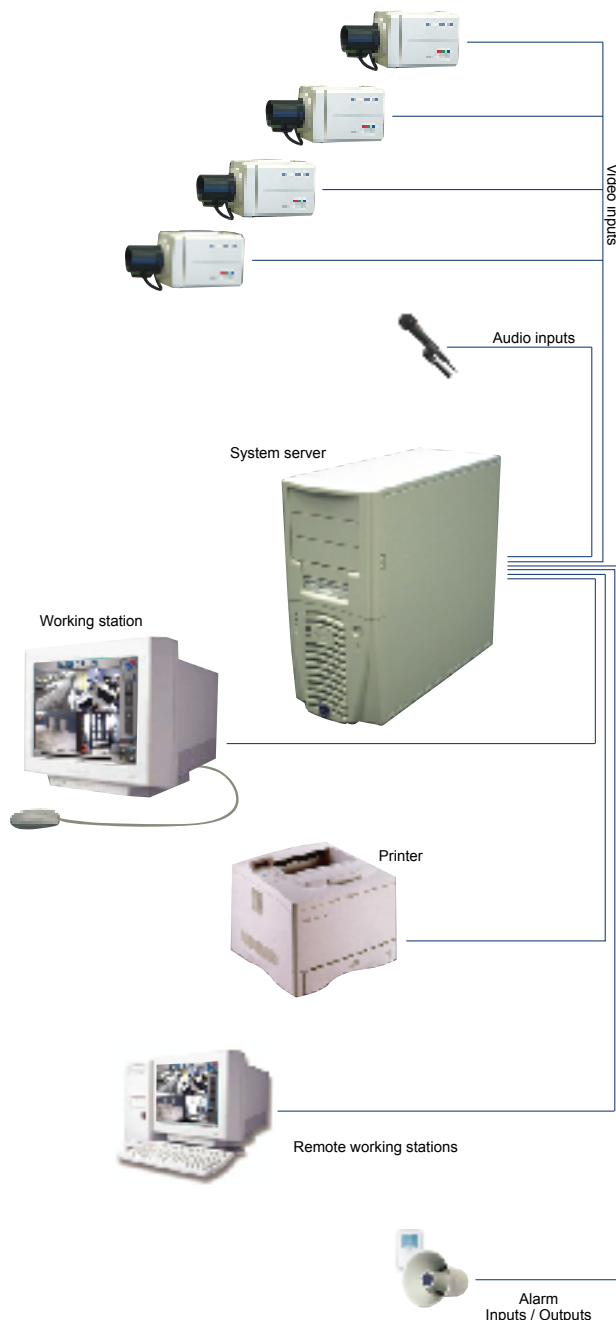 Video inputs
Audio inputs
System server
Working station
Printer
Remote working stations
Alarm
Inputs / Outputs